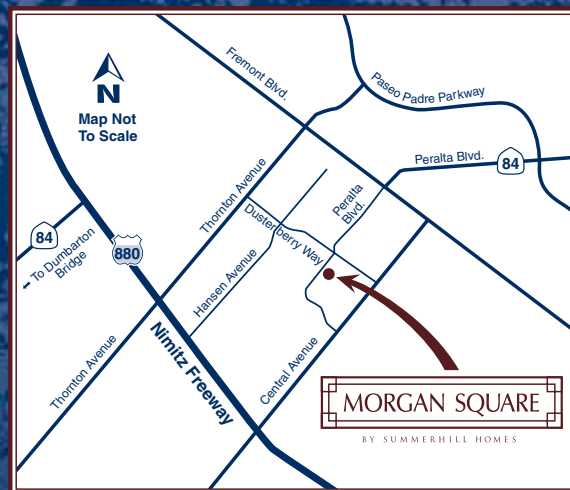 Fremont Blvd.
Paseo Padre Parkway
N
Map Not
To Scale
Peralta Blvd.
84
Thornton Avenue
Peralta
Blvd.
Dusterberry Way
84
To Dumbarton
Bridge
880
Hansen Avenue
Nimitz Freeway
Thornton Avenue
Central Avenue
MORGAN SQUARE
BY SUMMERHILL HOMES